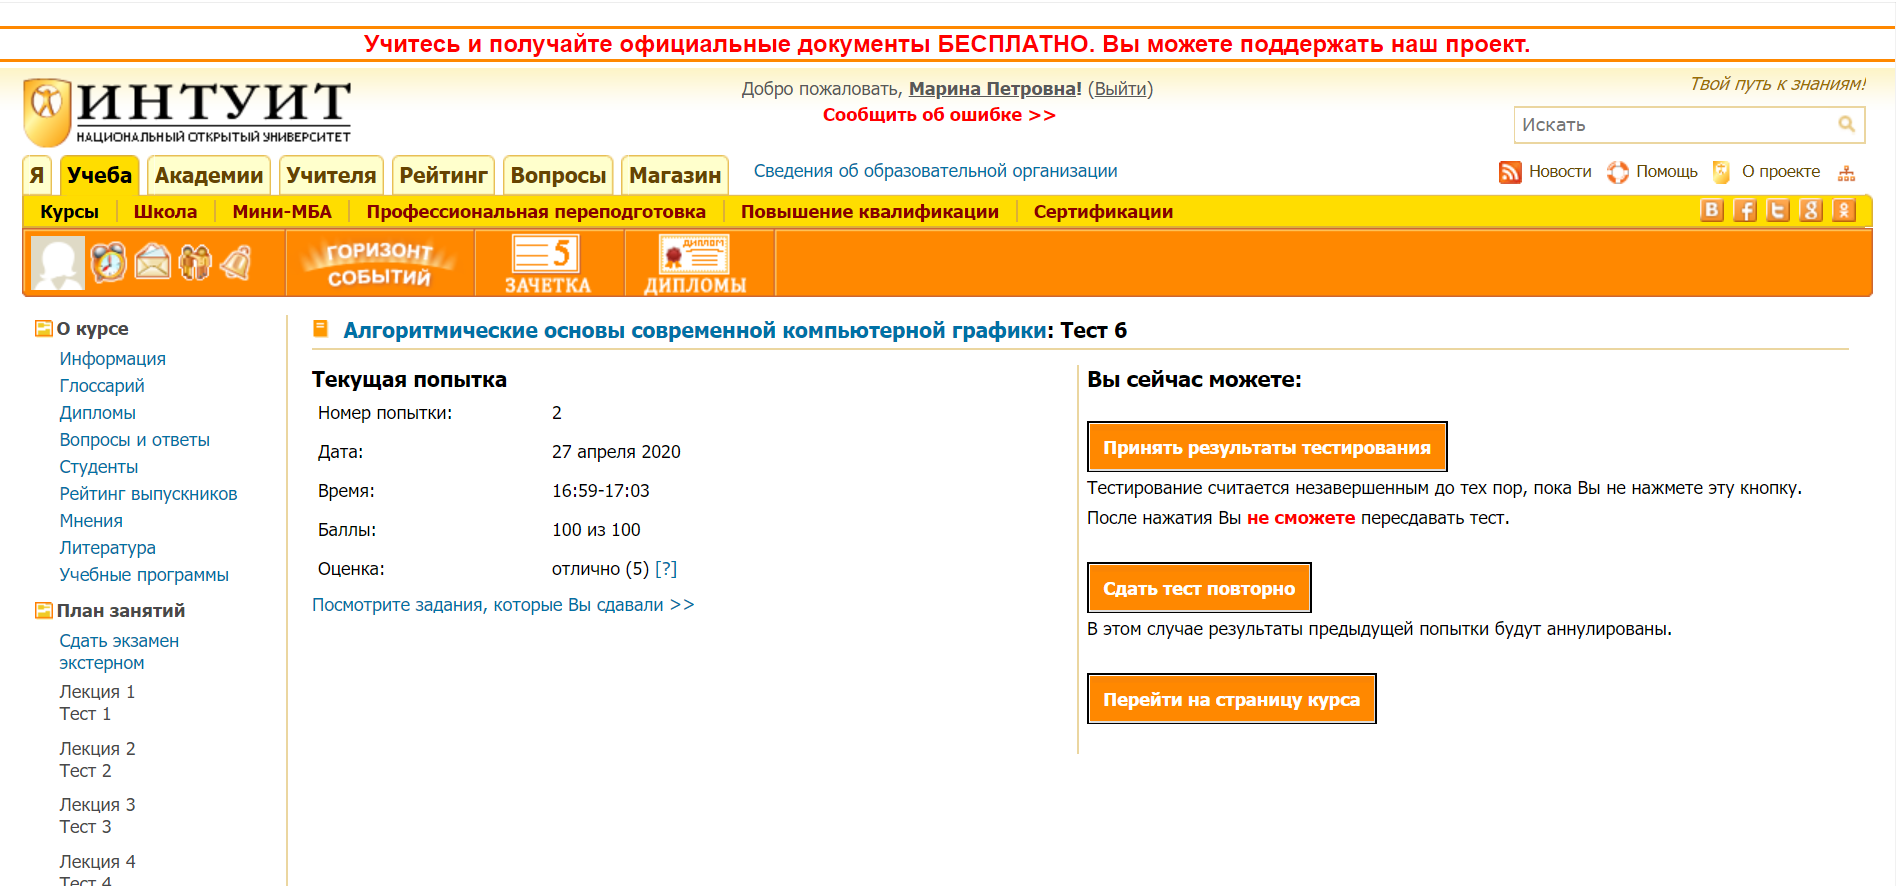 Учитесь и получайте официальные документы БЕСПЛАТНО. Вы можете поддержать наш проект.
ИНТУИТ
НАЦИОНАЛЬНЫЙ ОТКРЫТЫЙ УНИВЕРСИТЕТ
Добро пожаловать, Марина Петровна! (Выйти)
Сообщить об ошибке >>
Твой путь к знаниям!
Искать
Я Учеба Академии Учителя Рейтинг Вопросы Магазин Сведения об образовательной организации
Новости Помощь О проекте
Курсы Школа Мини-МБА Профессиональная переподготовка Повышение квалификации Сертификации
ГОРИЗОНТ
СОБЫТИЙ
5
ЗАЧЕТКА
ДИПЛОМ
ДИПЛОМЫ
О курсе
Информация
Глоссарий
Дипломы
Вопросы и ответы
Студенты
Рейтинг выпускников
Мнения
Литература
Учебные программы
План занятий
Сдать экзамен
экстерном
Лекция 1
Тест 1
Лекция 2
Тест 2
Лекция 3
Тест 3
Лекция 4
Тест 4
Алгоритмические основы современной компьютерной графики: Тест 6
Текущая попытка
Номер попытки: 2
Дата: 27 апреля 2020
Время: 16:59-17:03
Баллы: 100 из 100
Оценка: отлично (5) [?]
Посмотрите задания, которые Вы сдавали >>
Вы сейчас можете:
Принять результаты тестирования
Тестирование считается незавершенным до тех пор, пока Вы не нажмете эту кнопку.
После нажатия Вы не сможете пересдавать тест.
Сдать тест повторно
В этом случае результаты предыдущей попытки будут аннулированы.
Перейти на страницу курса